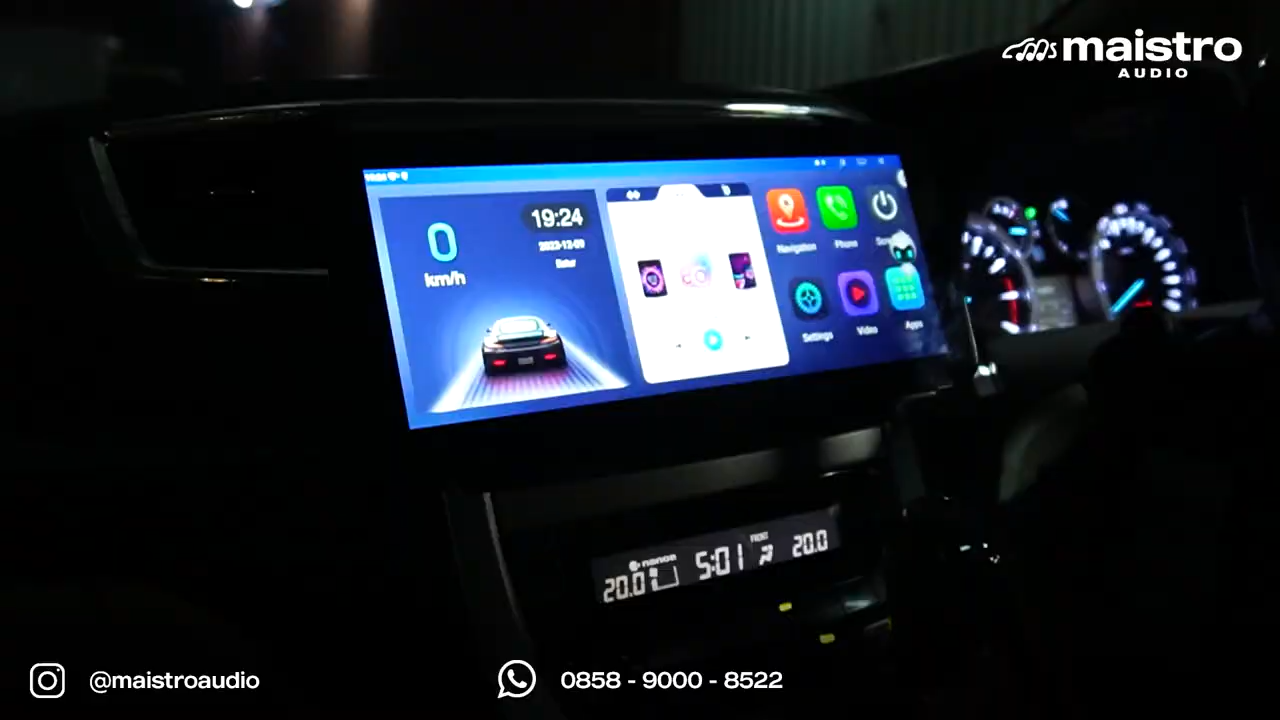 maistro
AUDIO
19:24
0
km/h
Navigation
Phone
Settings
Video
Apps
nanoe
FRONT
20.0
5:01
20.0
@maistroaudio
0858 - 9000 - 8522